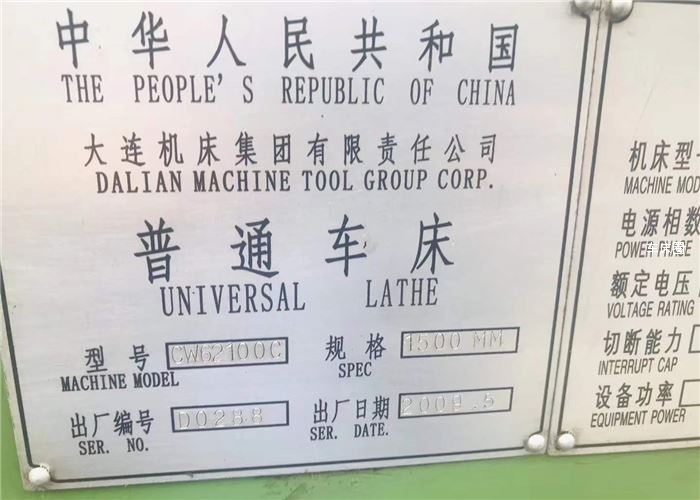 中华人民共和国
THE PEOPLE'S REPUBLIC OF CHINA
大连机床集团有限责任公司
DALIAN MACHINE TOOL GROUP CORP.
普通车床
UNIVERSAL LATHE
型号 CW62100C 规格 1500 MM
MACHINE MODEL SPEC
出厂编号 D0288 出厂日期 2009.5
SER. NO. SER. DATE.
机床型
MACHINE MOD
电源相数
POWER
额定电压
VOLTAGE RATING
切断能力
INTERRUPT CAP
设备功率
EQUIPMENT POWER